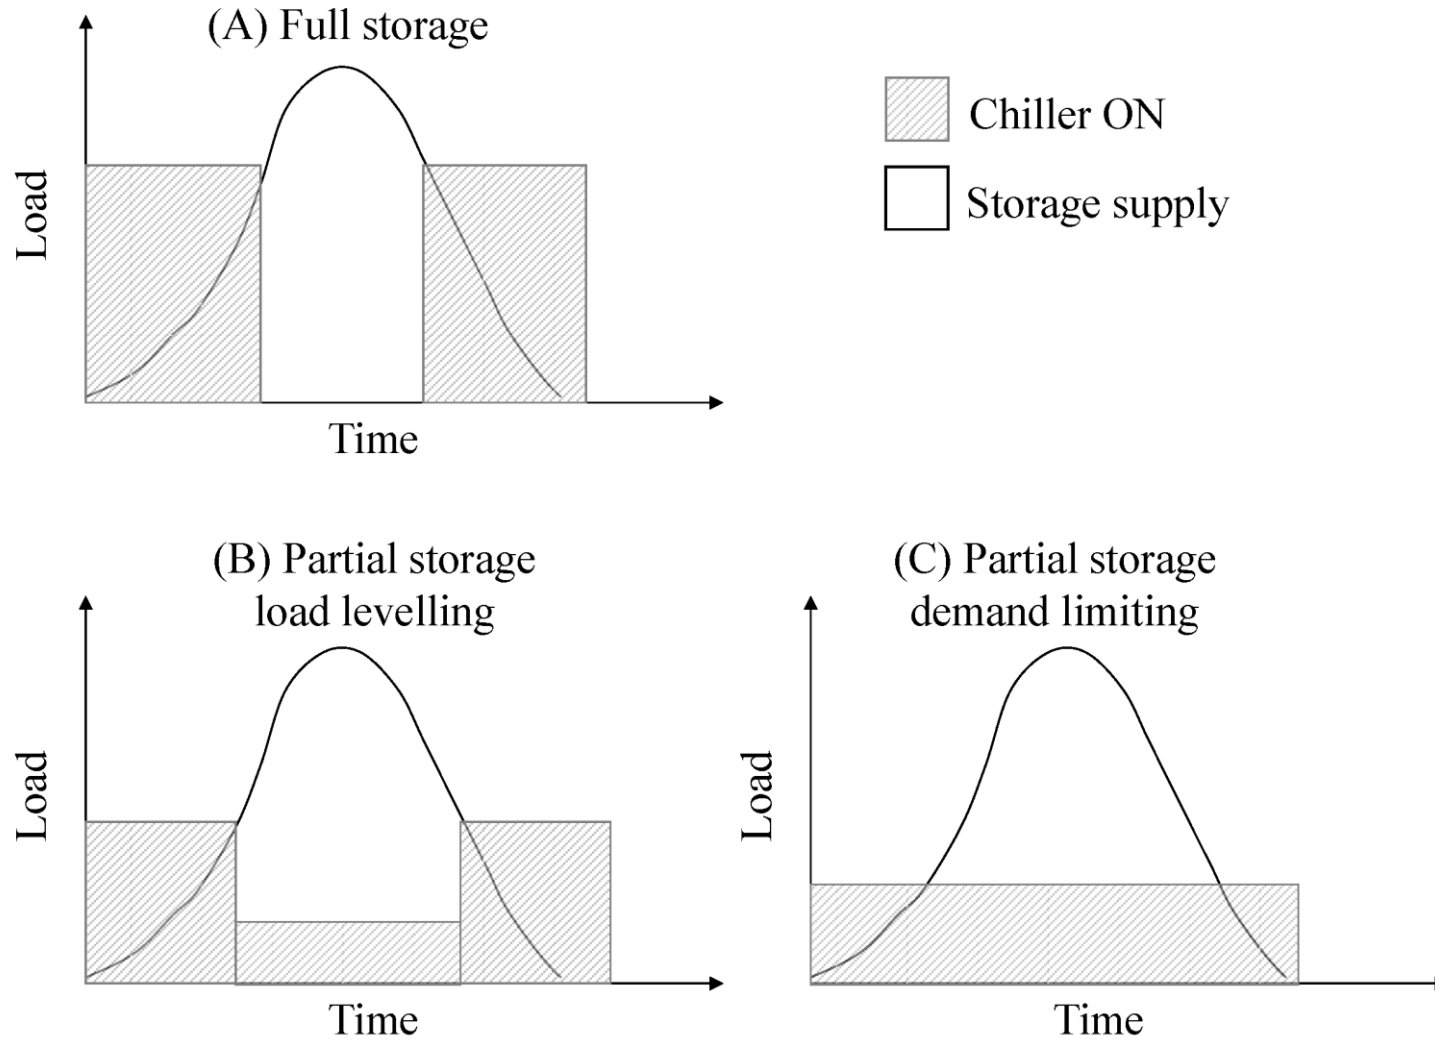 (A) Full storage
Load
Time
Chiller ON
Storage supply
(B) Partial storage
load levelling
Load
Time
(C) Partial storage
demand limiting
Load
Time